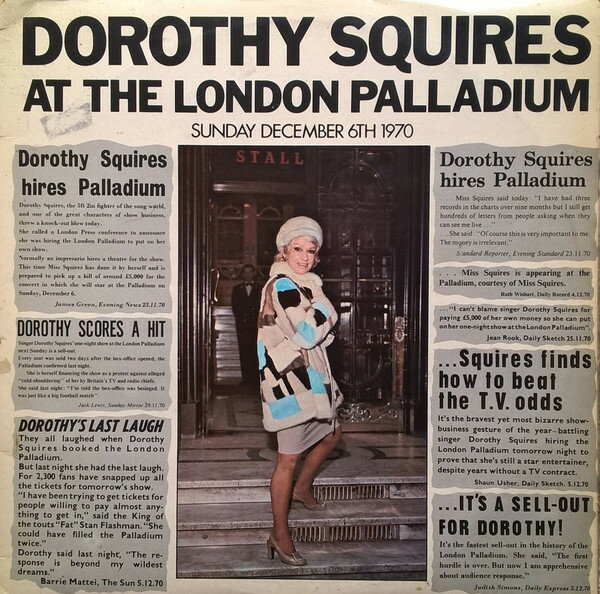 DOROTHY SQUIRES
AT THE LONDON PALLADIUM
SUNDAY DECEMBER 6TH 1970
Dorothy Squires
hires Palladium
Dorothy Squires, the 5ft 2in fighter of the song world,
and one of the great characters of show business,
threw a knock-out blow today.
She called a London Press conference to announce
she was hiring the London Palladium to put on her
own show.
Normally an impresario hires a theatre for the show.
This time Miss Squires has done it by herself and is
prepared to pick up a bill of around £5,000 for the
concert in which she will star at the Palladium on
Sunday, December 6.
James Green, Evening News 23.11.70
DOROTHY SCORES A HIT
Singer Dorothy Squires' one-night show at the London Palladium
next Sunday is a sell-out.
Every seat was sold two days after the box-office opened, the
Palladium confirmed last night.
She is herself financing the show as a protest against alleged
"cold-shouldering" of her by Britain's TV and radio chiefs.
She said last night: "I'm told the box-office was besieged. It
was just like a big football match"
Jack Lewis, Sunday Mirror 29.11.70
DOROTHY'S LAST LAUGH
They all laughed when Dorothy
Squires booked the London
Palladium.
But last night she had the last laugh.
For 2,300 fans have snapped up all
the tickets for tomorrow's show.
"I have been trying to get tickets for
people willing to pay almost any-
thing to get in," said the King of
the touts "Fat" Stan Flashman. "She
could have filled the Palladium
twice."
Dorothy said last night, "The re-
sponse is beyond my wildest
dreams."
Barrie Mattei, The Sun 5.12.70
STALL
Dorothy Squires
hires Palladium
. . . Miss Squires said today: "I have had three
records in the charts over nine months but I still get
hundreds of letters from people asking when they
can see me live . . ."
. . . She said "Of course this is very important to me.
The money is irrelevant."
Standard Reporter, Evening Standard 23.11.70
. . . . Miss Squires is appearing at the
Palladium, courtesy of Miss Squires.
Ruth Wishart, Daily Record 4.12.70
. . . "I can't blame singer Dorothy Squires for
paying £5,000 of her own money so she can put
on her one-night show at the London Palladium"
Jean Rook, Daily Sketch 25.11.70
...Squires finds
how to beat
the T.V. odds
It's the bravest yet most bizarre show-
business gesture of the year–battling
singer Dorothy Squires hiring the
London Palladium tomorrow night to
prove that she's still a star entertainer,
despite years without a TV contract.
Shaun Usher, Daily Sketch. 5.12.70
...IT'S A SELL-OUT
FOR DOROTHY!
It's the fastest sell-out in the history of the
London Palladium. She said, "The first
hurdle is over. But now I am apprehensive
about audience response."
Judith Simons, Daily Express 5.12.70